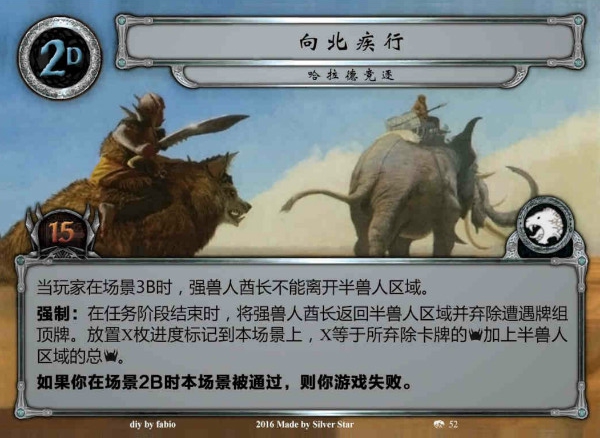 2D
向北疾行
哈拉德竞逐
15
当玩家在场景3B时，强兽人酋长不能离开半兽人区域。
强制：在任务阶段结束时，将强兽人酋长返回半兽人区域并弃除遭遇牌组
顶牌。放置X枚进度标记到本场景上，X等于所弃除卡牌的加上半兽人
区域的总。
如果你在场景2B时本场景被通过，则你游戏失败。
diy by fabio 2016 Made by Silver Star 52